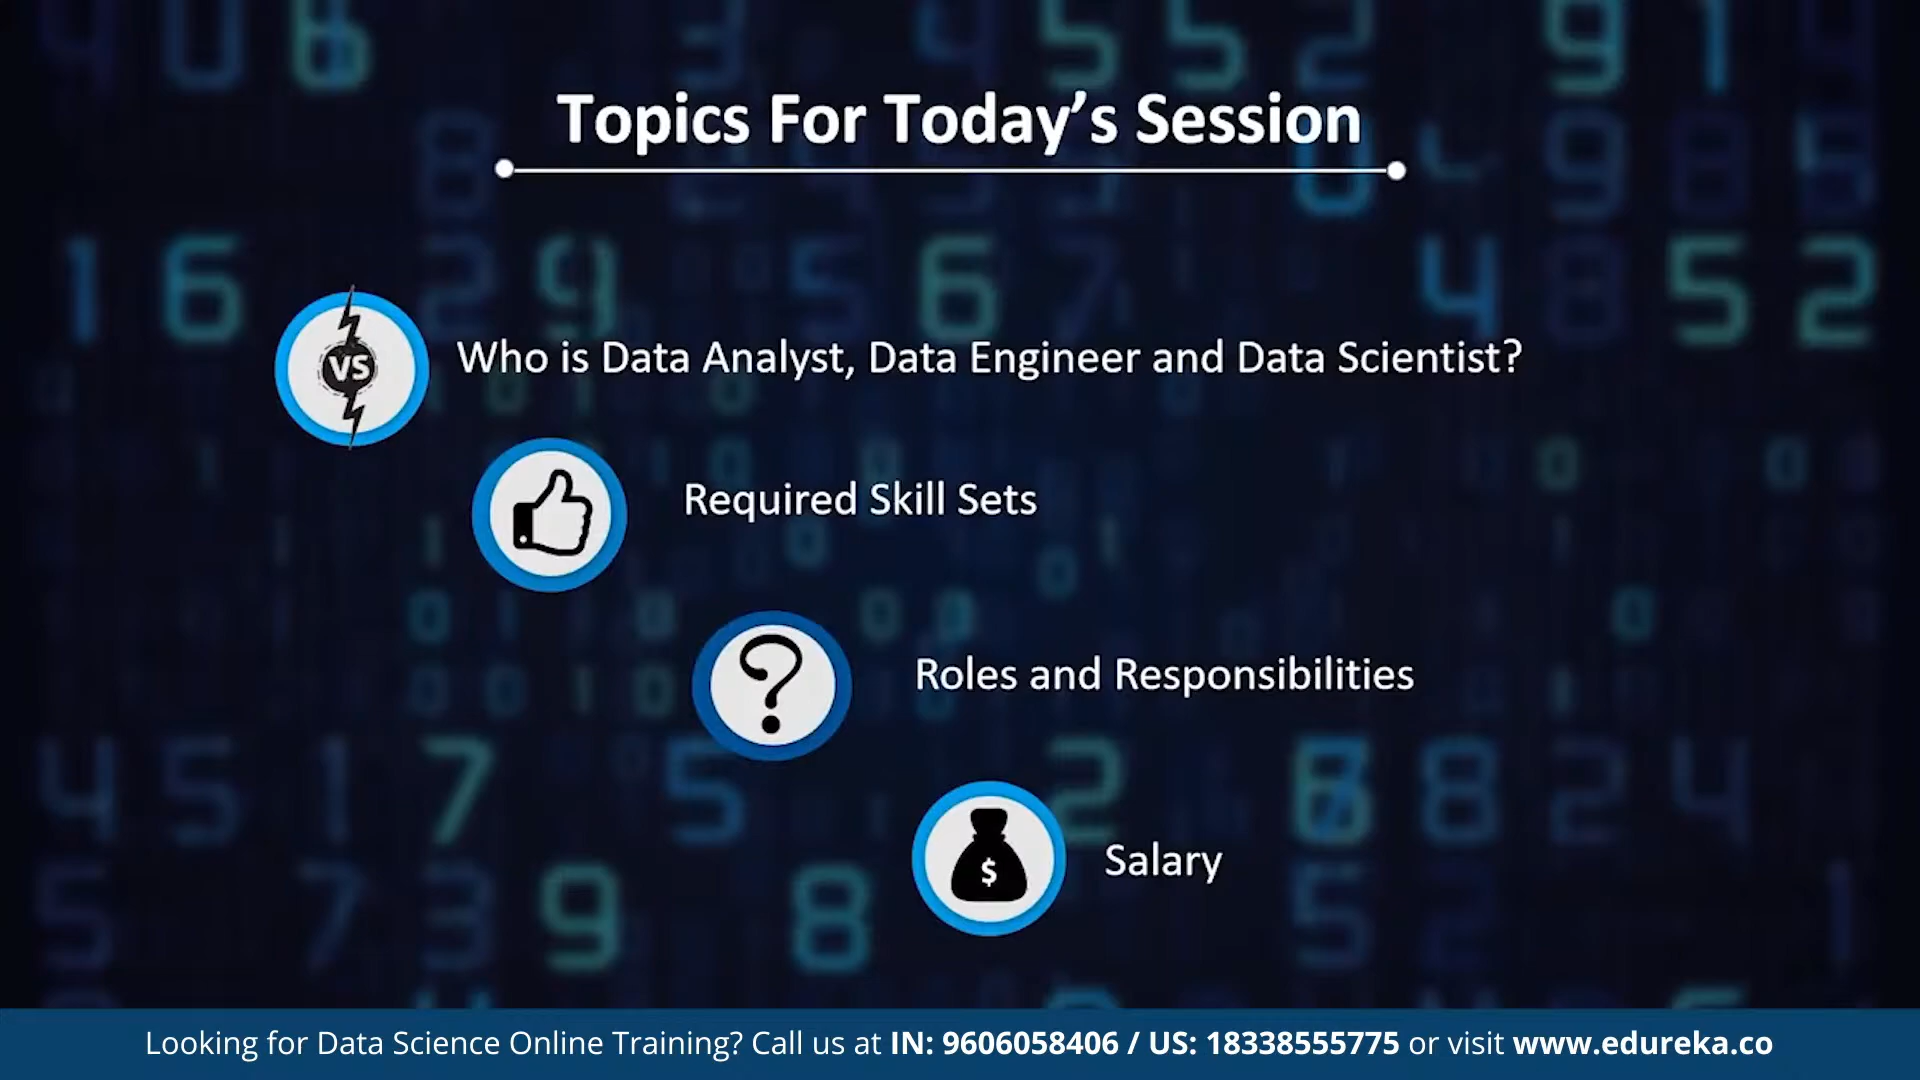 Topics For Today's Session
VS
Who is Data Analyst, Data Engineer and Data Scientist?
Required Skill Sets
Roles and Responsibilities
$
Salary
Looking for Data Science Online Training? Call us at IN: 9606058406 / US: 18338555775 or visit www.edureka.co